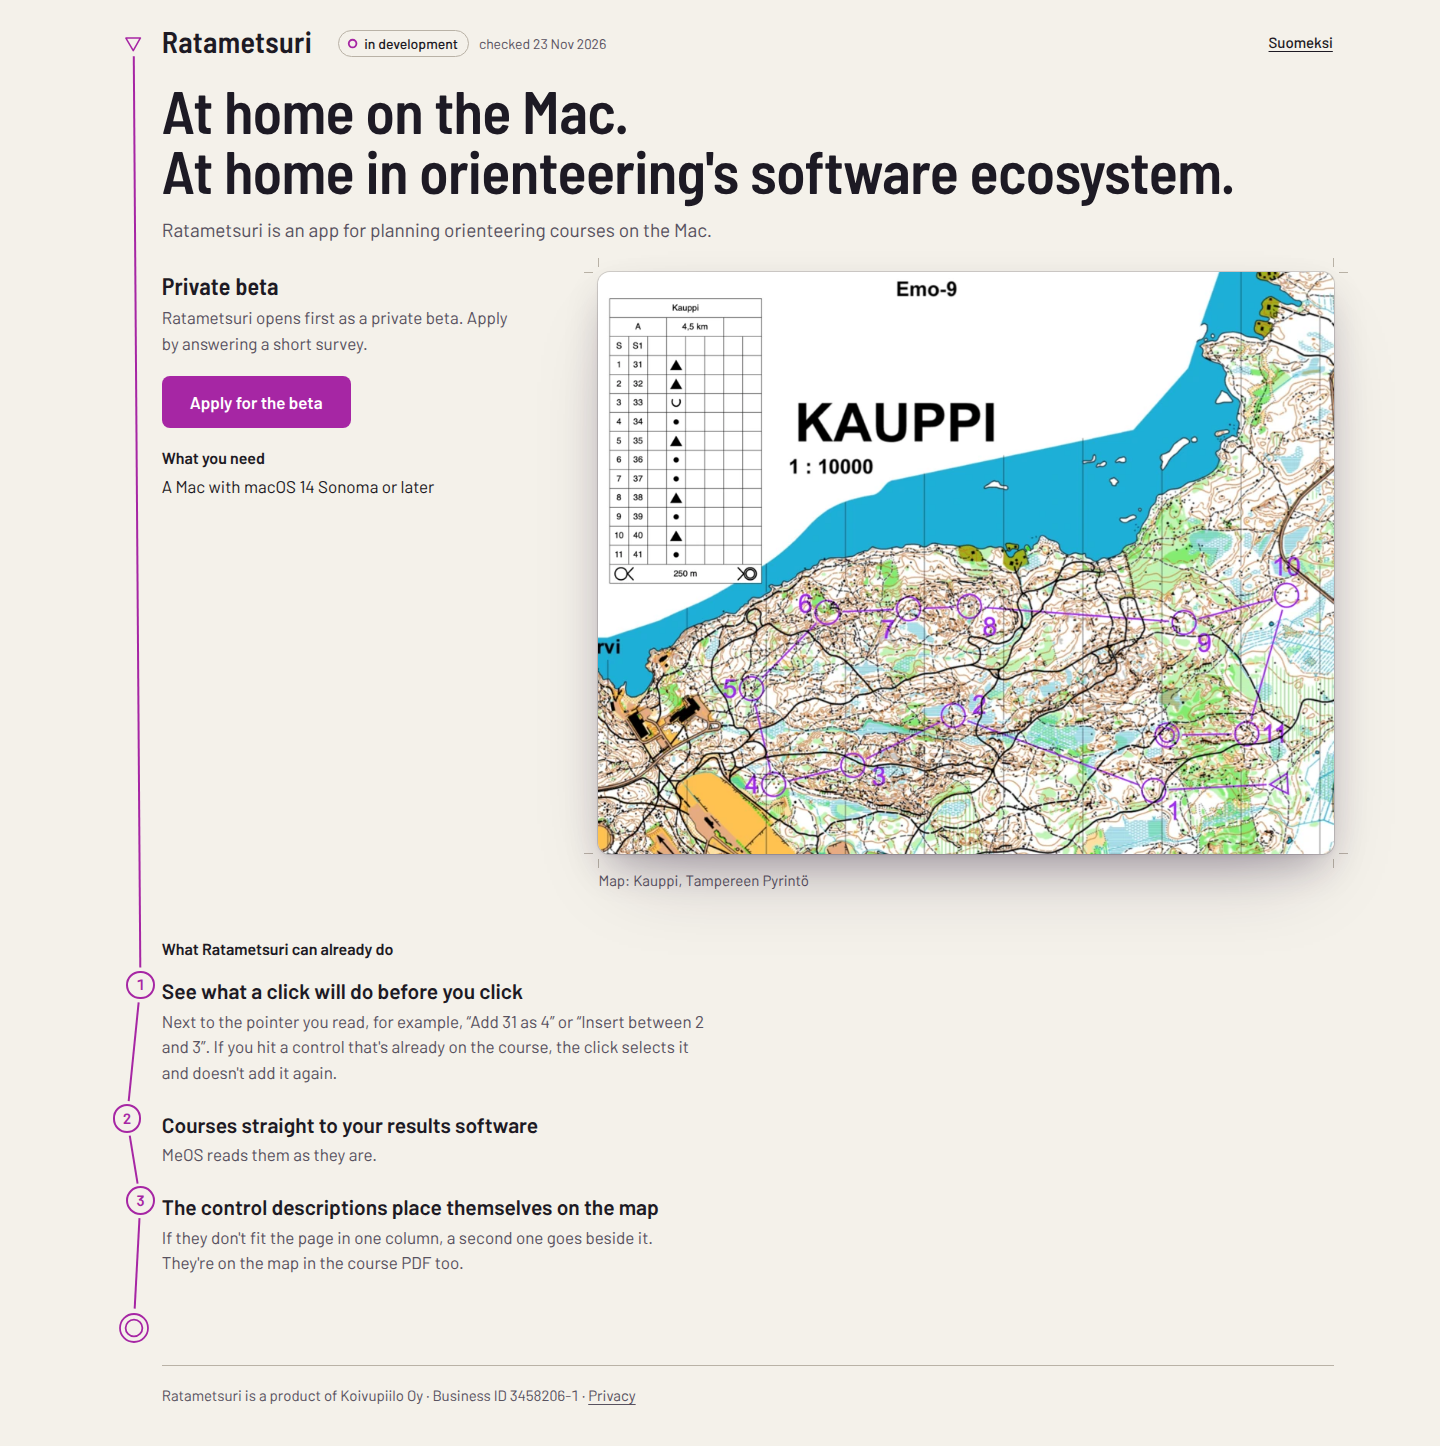 Ratametsuri
in development
checked 23 Nov 2026
Suomeksi
At home on the Mac.
At home in orienteering's software ecosystem.
Ratametsuri is an app for planning orienteering courses on the Mac.
Private beta
Ratametsuri opens first as a private beta. Apply
by answering a short survey.
Apply for the beta
What you need
A Mac with macOS 14 Sonoma or later
Emo-9
Kauppi
A 4,5 km
S S1
1 31
2 32
3 33
4 34
5 35
6 36
7 37
8 38
9 39
10 40
11 41
250 m
KAUPPI
1 : 10000
rvi
10
6
7
8
9
5
2
11
4
3
1
Map: Kauppi, Tampereen Pyrintö
What Ratametsuri can already do
1 See what a click will do before you click
Next to the pointer you read, for example, “Add 31 as 4” or “Insert between 2
and 3”. If you hit a control that's already on the course, the click selects it
and doesn't add it again.
2 Courses straight to your results software
MeOS reads them as they are.
3 The control descriptions place themselves on the map
If they don't fit the page in one column, a second one goes beside it.
They're on the map in the course PDF too.
Ratametsuri is a product of Koivupiilo Oy · Business ID 3458206-1 · Privacy